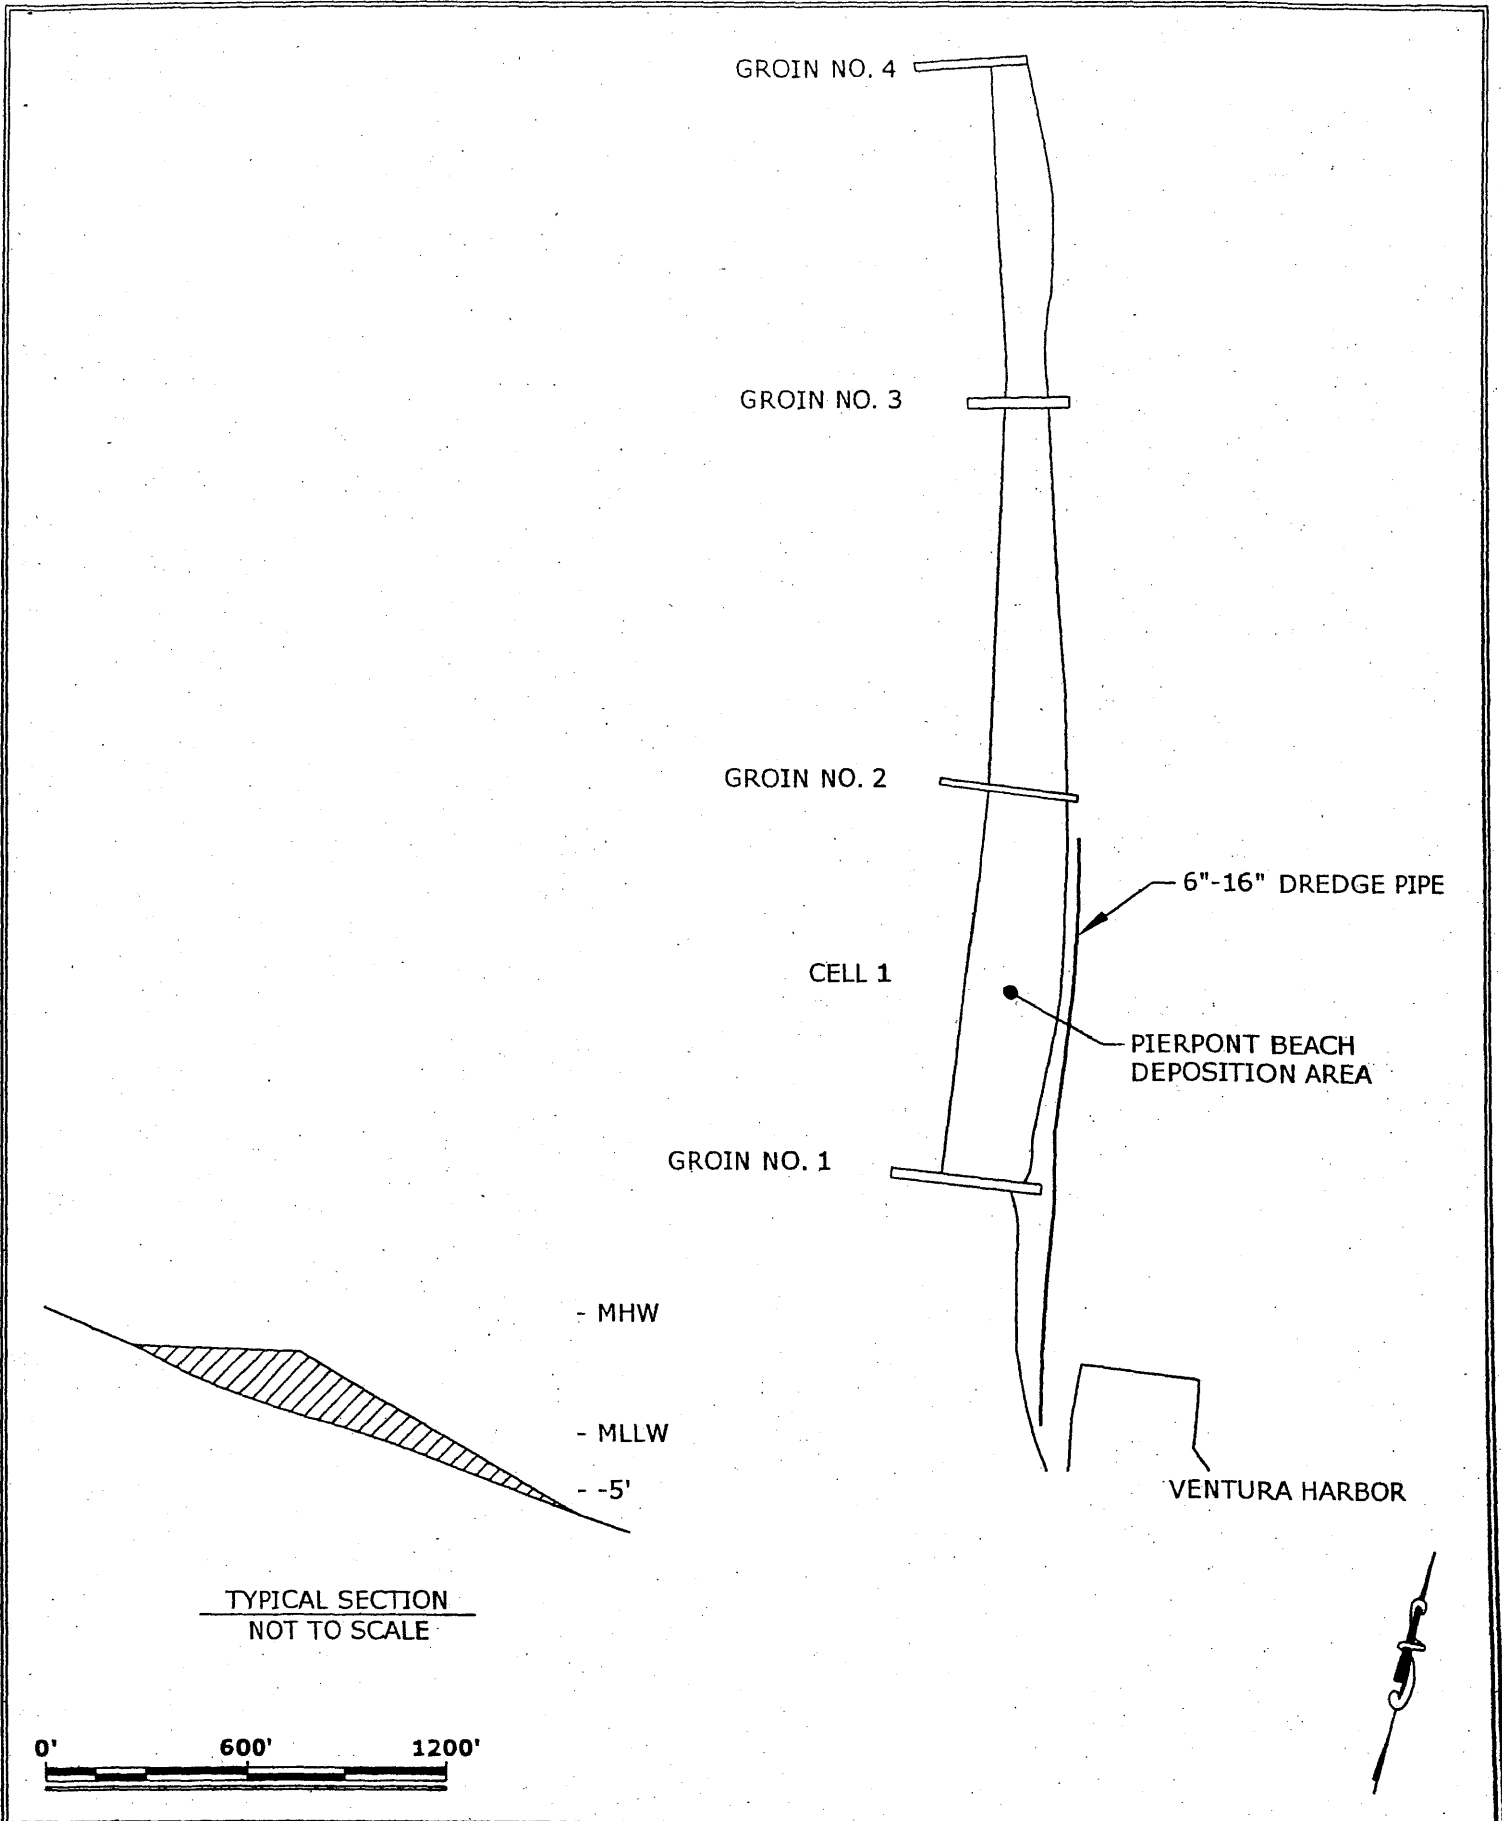 GROIN NO. 4
GROIN NO. 3
GROIN NO. 2
6"-16" DREDGE PIPE
CELL 1
PIERPONT BEACH
DEPOSITION AREA
GROIN NO. 1
- MHW
- MLLW
- -5'
VENTURA HARBOR
TYPICAL SECTION
NOT TO SCALE
0' 600' 1200'